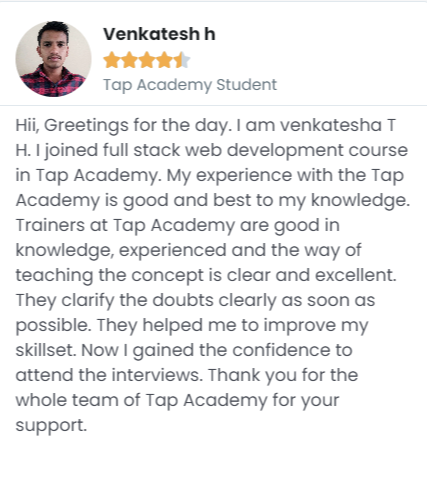 Venkatesh h
Tap Academy Student
Hii, Greetings for the day. I am venkatesha T
H. I joined full stack web development course
in Tap Academy. My experience with the Tap
Academy is good and best to my knowledge.
Trainers at Tap Academy are good in
knowledge, experienced and the way of
teaching the concept is clear and excellent.
They clarify the doubts clearly as soon as
possible. They helped me to improve my
skillset. Now I gained the confidence to
attend the interviews. Thank you for the
whole team of Tap Academy for your
support.